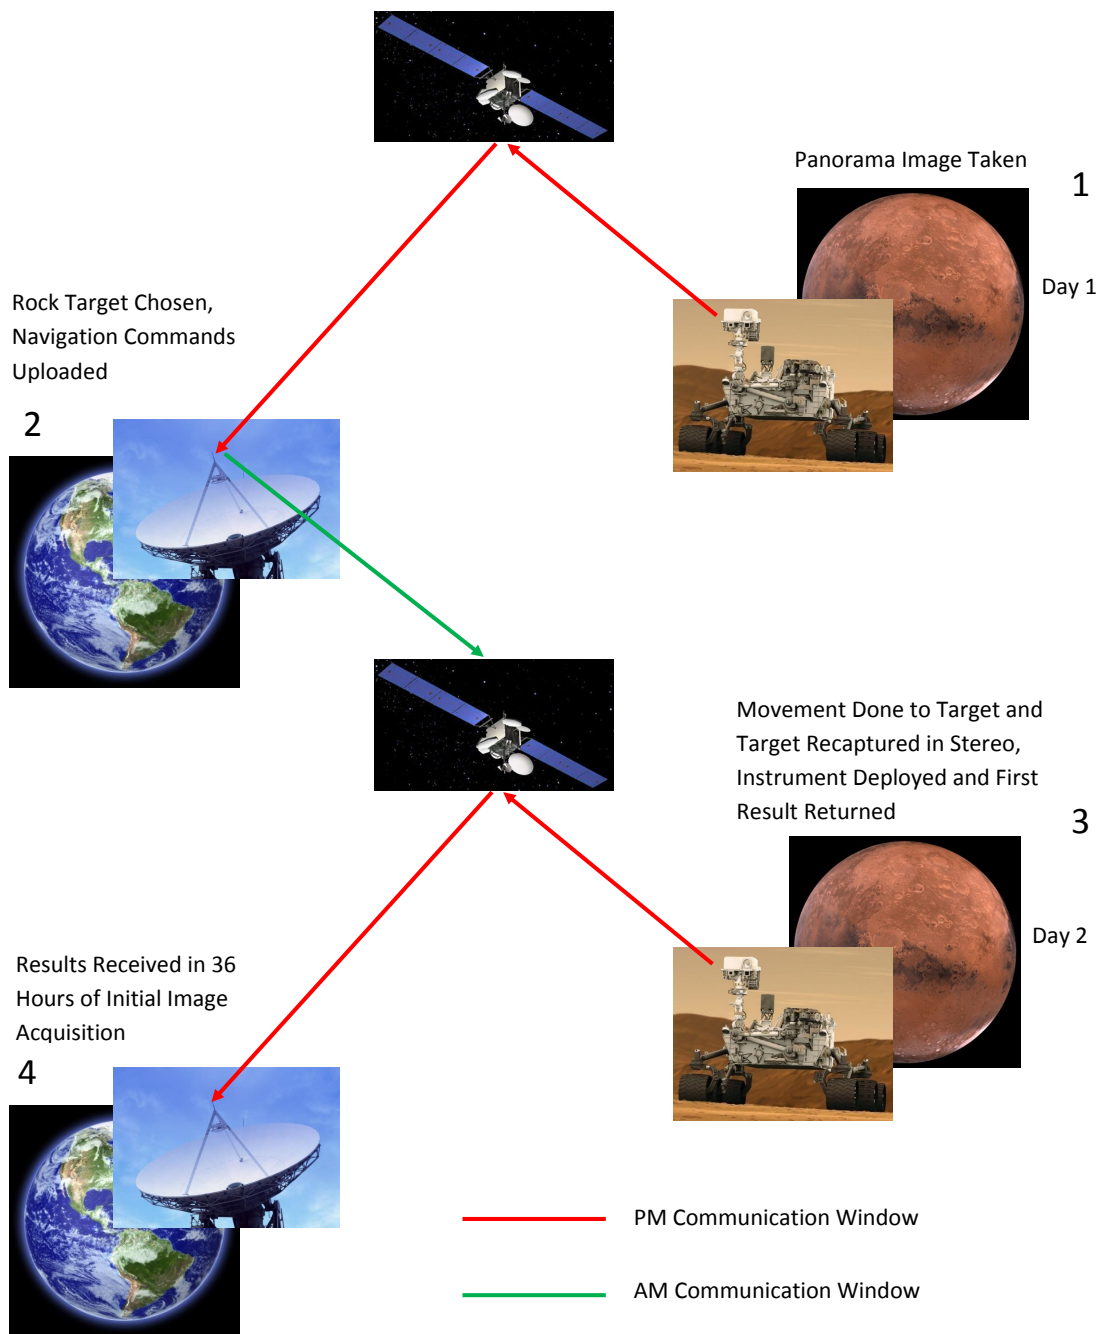 Panorama Image Taken
1
Day 1
Rock Target Chosen,
Navigation Commands
Uploaded
2
Movement Done to Target and
Target Recaptured in Stereo,
Instrument Deployed and First
Result Returned
3
Day 2
Results Received in 36
Hours of Initial Image
Acquisition
4
PM Communication Window
AM Communication Window